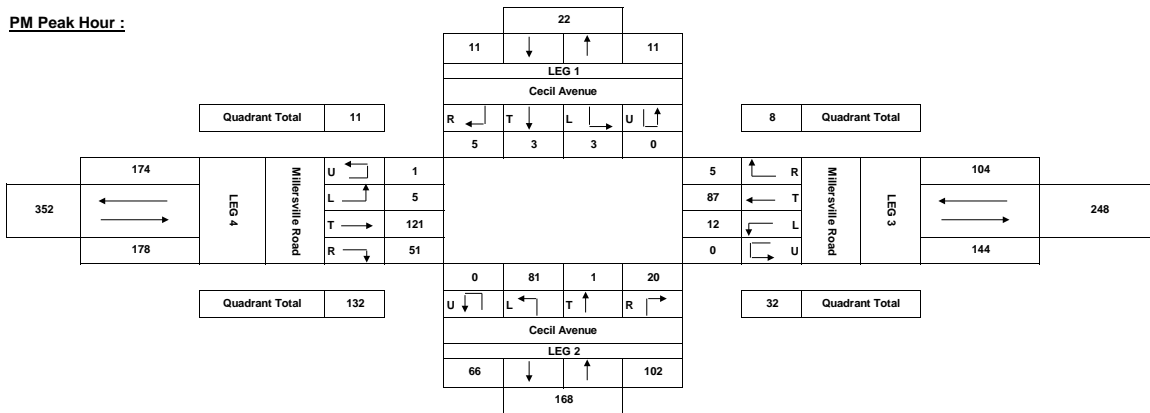 PM Peak Hour :
22
11 11
LEG 1
Cecil Avenue
Quadrant Total 11
R T L U
8 Quadrant Total
5 3 3 0
174
352
178
LEG 4
Millersville Road
U 1
L 5
T 121
R 51
5 R
87 T
12 L
0 U
Millersville Road
LEG 3
104
248
144
0 81 1 20
Quadrant Total 132
U L T R
32 Quadrant Total
Cecil Avenue
LEG 2
66 102
168